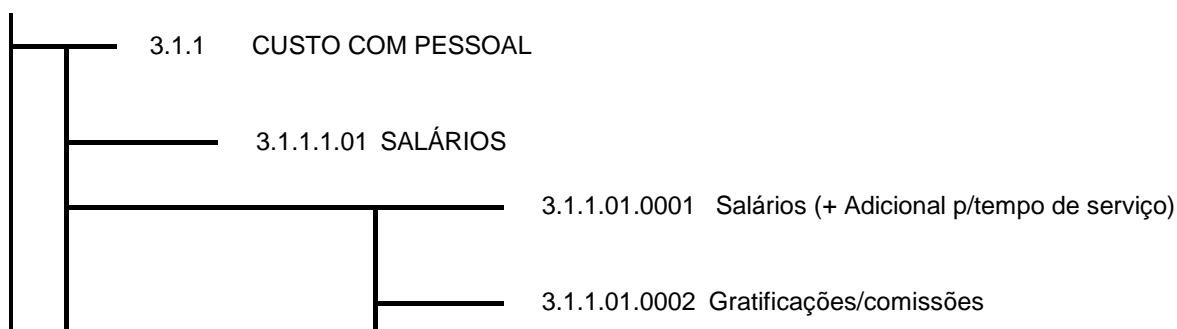 3.1.1 CUSTO COM PESSOAL
3.1.1.1.01 SALÁRIOS
3.1.1.01.0001 Salários (+ Adicional p/tempo de serviço)
3.1.1.01.0002 Gratificações/comissões